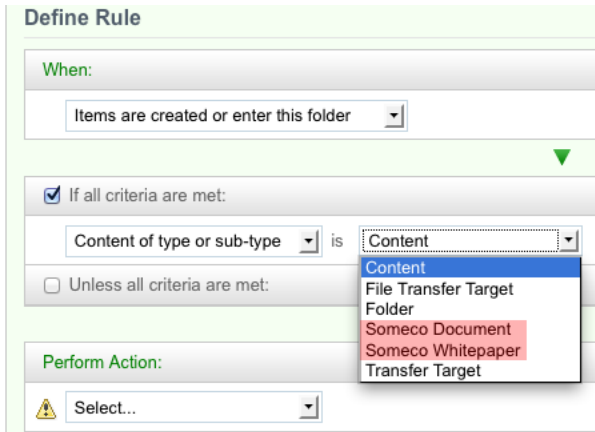 Define Rule
When:
Items are created or enter this folder
If all criteria are met:
Content of type or sub-type is Content
Content
File Transfer Target
Folder
Someco Document
Someco Whitepaper
Transfer Target
Unless all criteria are met:
Perform Action:
Select...